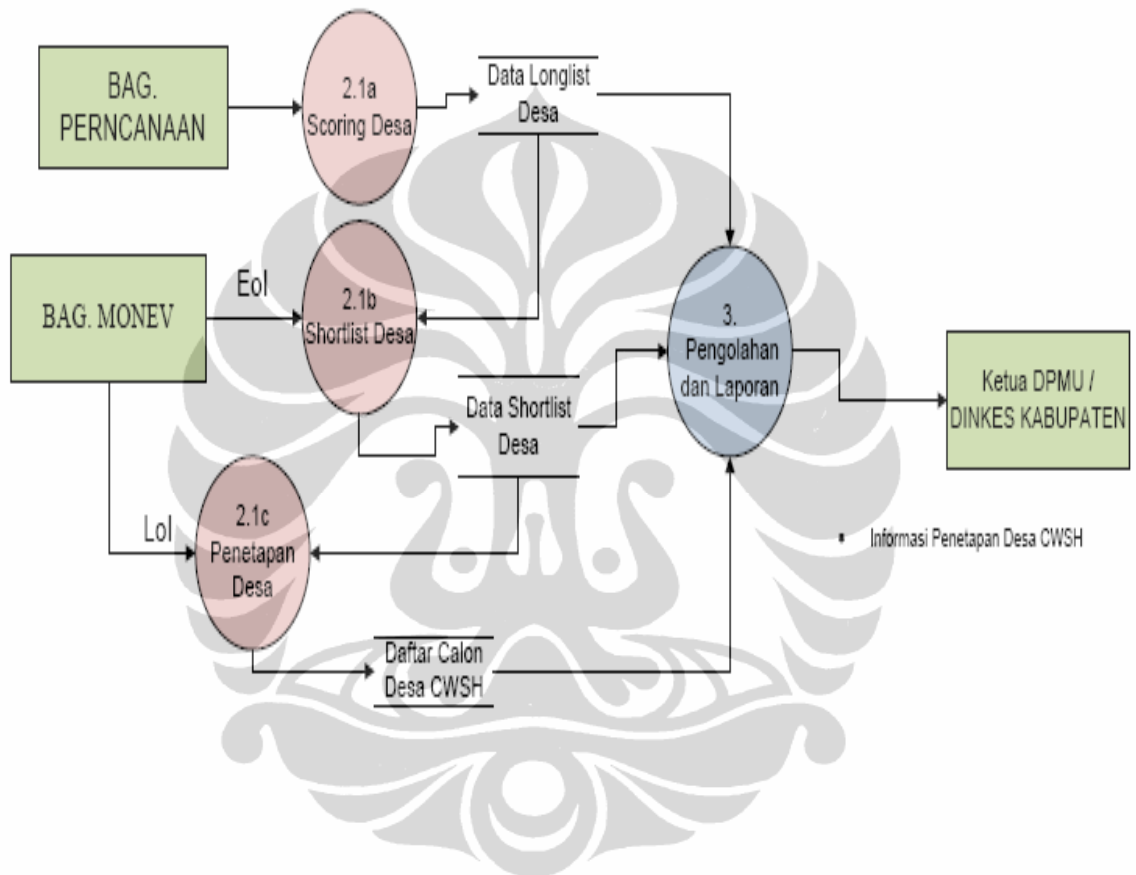 BAG.
PERNCANAAN
2.1a
Scoring Desa
Data Longlist
Desa
BAG. MONEV
EoI
2.1b
Shortlist Desa
3.
Pengolahan
dan Laporan
Ketua DPMU /
DINKES KABUPATEN
Data Shortlist
Desa
LoI
2.1c
Penetapan
Desa
Informasi Penetapan Desa CWSH
Daftar Calon
Desa CWSH